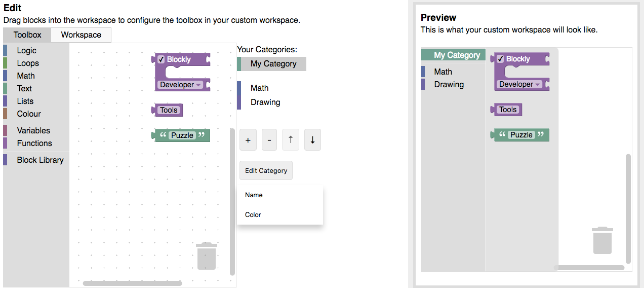 Edit
Drag blocks into the workspace to configure the toolbox in your custom workspace.
Toolbox
Workspace
Logic
Loops
Math
Text
Lists
Colour
Variables
Functions
Block Library
Blockly
Developer
Tools
“ Puzzle ”
Your Categories:
My Category
Math
Drawing
+
-
↑
↓
Edit Category
Name
Color
Preview
This is what your custom workspace will look like.
My Category
Math
Drawing
Blockly
Developer
Tools
“ Puzzle ”